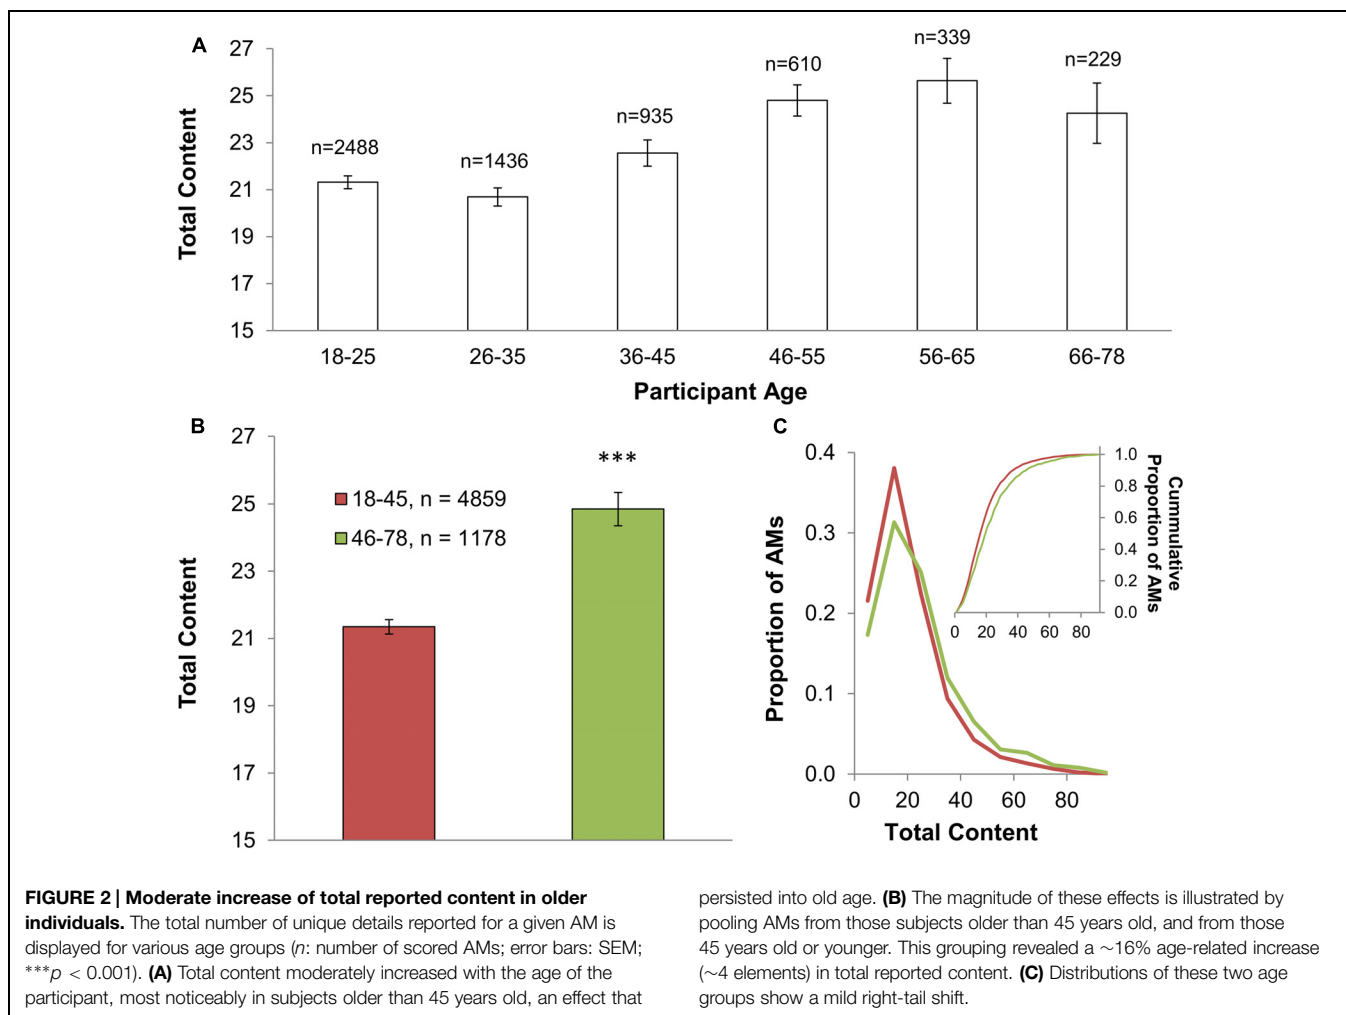 A
27
25
23
21
19
17
15
Total Content
n=2488
n=1436
n=935
n=610
n=339
n=229
18-25
26-35
36-45
46-55
56-65
66-78
Participant Age
B
27
25
23
21
19
17
15
Total Content
***
18-45, n = 4859
46-78, n = 1178
C
0.4
0.3
0.2
0.1
0.0
Proportion of AMs
0
20
40
60
80
Total Content
1.0
0.8
0.6
0.4
0.2
0.0
Cummulative
Proportion of AMs
0
20
40
60
80
FIGURE 2 | Moderate increase of total reported content in older
individuals. The total number of unique details reported for a given AM is
displayed for various age groups (n: number of scored AMs; error bars: SEM;
***p < 0.001). (A) Total content moderately increased with the age of the
participant, most noticeably in subjects older than 45 years old, an effect that
persisted into old age. (B) The magnitude of these effects is illustrated by
pooling AMs from those subjects older than 45 years old, and from those
45 years old or younger. This grouping revealed a ∼16% age-related increase
(∼4 elements) in total reported content. (C) Distributions of these two age
groups show a mild right-tail shift.